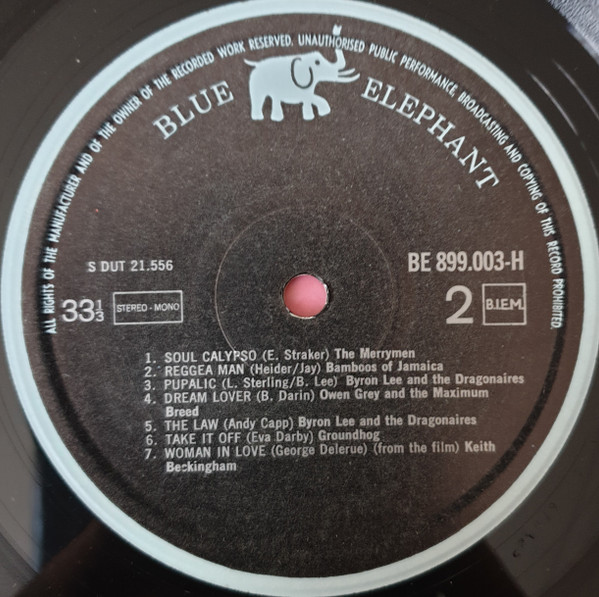 ALL RIGHTS OF THE MANUFACTURER AND OF THE OWNER OF THE RECORDED WORK RESERVED. UNAUTHORISED PUBLIC PERFORMANCE, BROADCASTING AND COPYING OF THIS RECORD PROHIBITED.
BLUE ELEPHANT
S DUT 21.556
BE 899.003-H
33 1/3
STEREO - MONO
2
B.I.E.M.
1. SOUL CALYPSO (E. Straker) The Merrymen
2. REGGEA MAN (Heider/Jay) Bamboos of Jamaica
3. PUPALIC (L. Sterling/B. Lee) Byron Lee and the Dragonaires
4. DREAM LOVER (B. Darin) Owen Grey and the Maximum
Breed
5. THE LAW (Andy Capp) Byron Lee and the Dragonaires
6. TAKE IT OFF (Eva Darby) Groundhog
7. WOMAN IN LOVE (George Delerue) (from the film) Keith
Beckingham